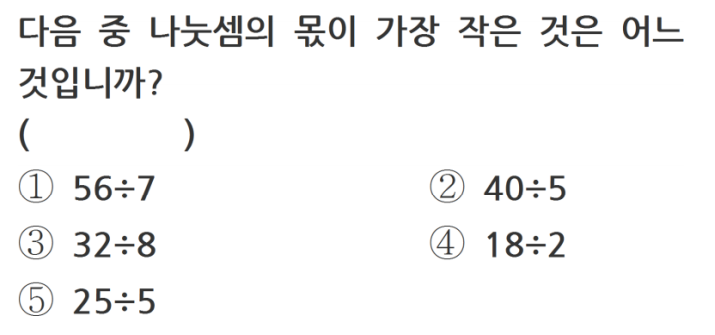 다음 중 나눗셈의 몫이 가장 작은 것은 어느
것입니까?
(            )
① 56÷7 ② 40÷5
③ 32÷8 ④ 18÷2
⑤ 25÷5